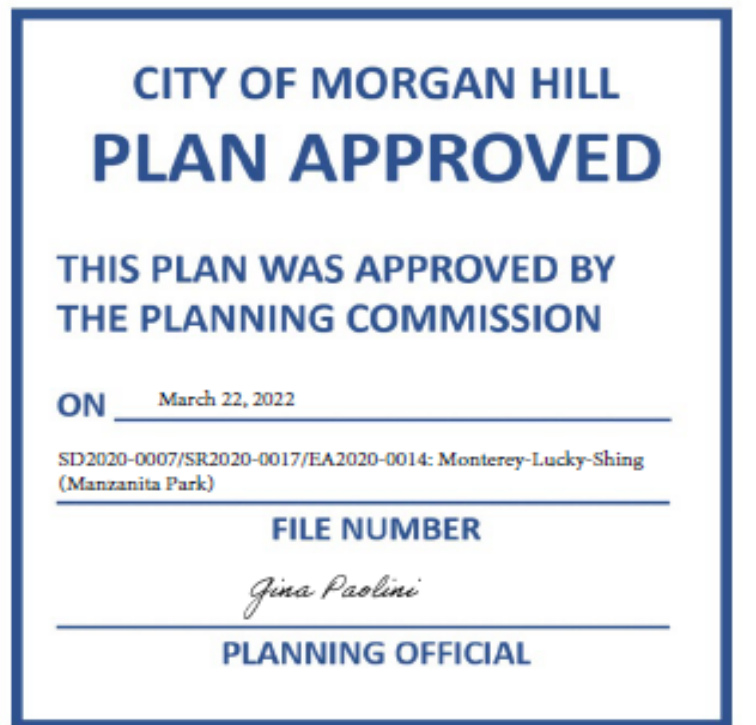 CITY OF MORGAN HILL
PLAN APPROVED
THIS PLAN WAS APPROVED BY
THE PLANNING COMMISSION
ON March 22, 2022
SD2020-0007/SR2020-0017/EA2020-0014: Monterey-Lucky-Shing
(Manzanita Park)
FILE NUMBER
Gina Paolini
PLANNING OFFICIAL